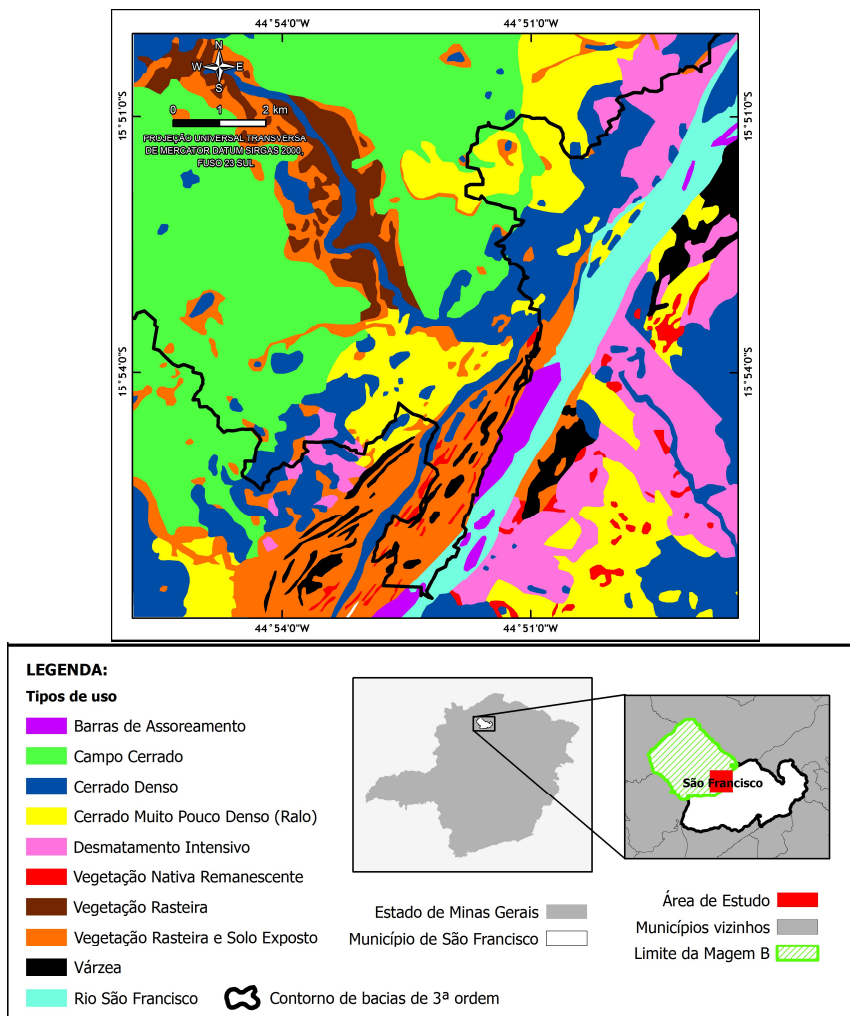 44°54'0"W
44°51'0"W
N
W
E
S
0
1
2 km
PROJEÇÃO UNIVERSAL TRANSVERSA
DE MERCATOR DATUM SIRGAS 2000,
FUSO 23 SUL
15°51'0"S
15°51'0"S
15°54'0"S
15°54'0"S
44°54'0"W
44°51'0"W
LEGENDA:
Tipos de uso
Barras de Assoreamento
Campo Cerrado
Cerrado Denso
Cerrado Muito Pouco Denso (Ralo)
Desmatamento Intensivo
Vegetação Nativa Remanescente
Vegetação Rasteira
Vegetação Rasteira e Solo Exposto
Várzea
Rio São Francisco
Contorno de bacias de 3ª ordem
Estado de Minas Gerais
Município de São Francisco
São Francisco
Área de Estudo
Municípios vizinhos
Limite da Magem B